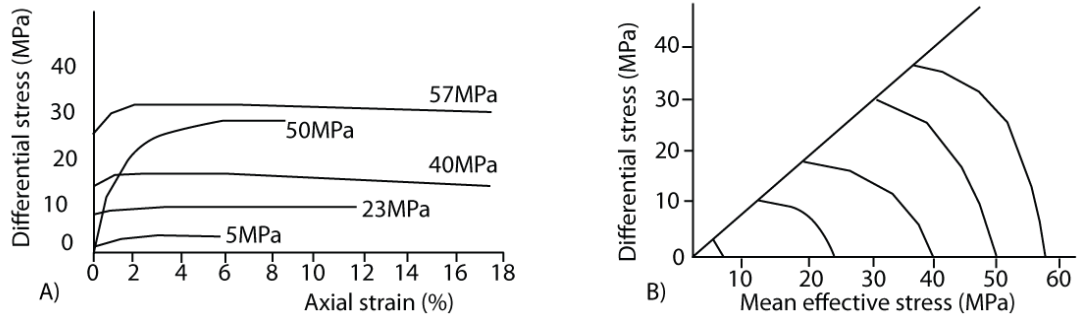 Differential stress (MPa)
40
30
20
10
0
57MPa
50MPa
40MPa
23MPa
5MPa
0 2 4 6 8 10 12 14 16 18
A)
Axial strain (%)
Differential stress (MPa)
40
30
20
10
0
10 20 30 40 50 60
B)
Mean effective stress (MPa)